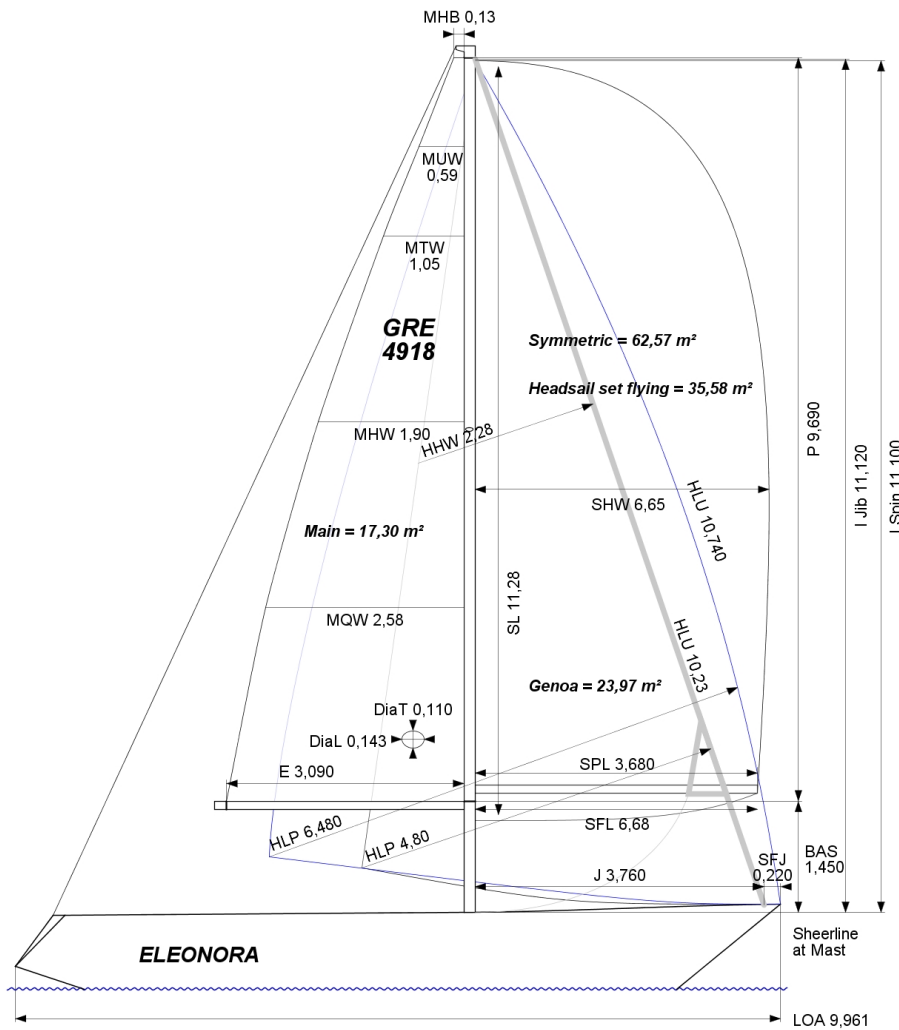 MHB 0,13
MUW
0,59
MTW
1,05
GRE
4918
Symmetric = 62,57 m²
Headsail set flying = 35,58 m²
P 9,690
I Jib 11,120
I Spin 11,100
MHW 1,90
HHW 2,28
SHW 6,65
HLU 10,740
Main = 17,30 m²
SL 11,28
MQW 2,58
HLU 10,23
Genoa = 23,97 m²
DiaT 0,110
DiaL 0,143
E 3,090
SPL 3,680
HLP 6,480
SFL 6,68
HLP 4,80
BAS
1,450
SFJ
0,220
J 3,760
Sheerline
at Mast
ELEONORA
LOA 9,961